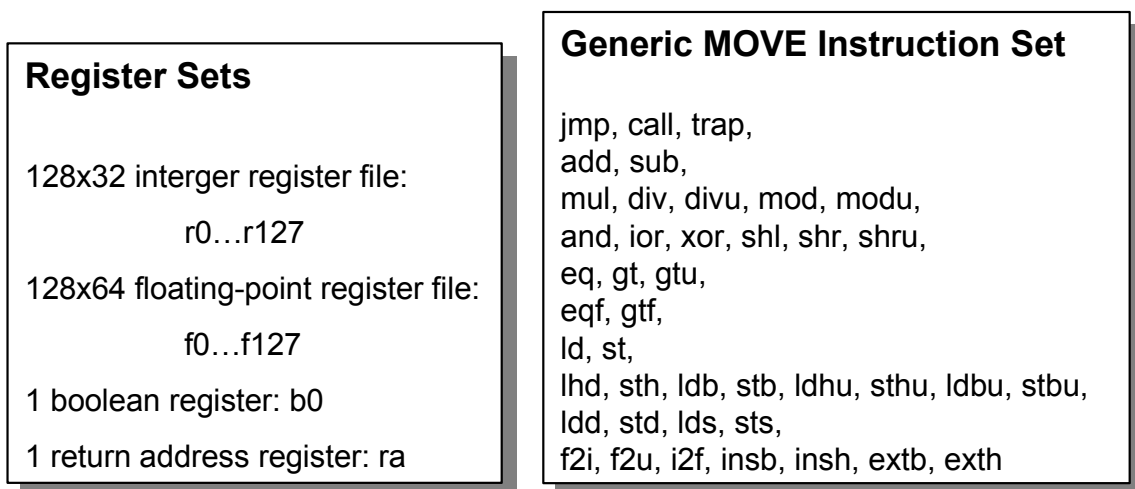 Register Sets
128x32 interger register file:
r0…r127
128x64 floating-point register file:
f0…f127
1 boolean register: b0
1 return address register: ra
Generic MOVE Instruction Set
jmp, call, trap,
add, sub,
mul, div, divu, mod, modu,
and, ior, xor, shl, shr, shru,
eq, gt, gtu,
eqf, gtf,
ld, st,
lhd, sth, ldb, stb, ldhu, sthu, ldbu, stbu,
ldd, std, lds, sts,
f2i, f2u, i2f, insb, insh, extb, exth